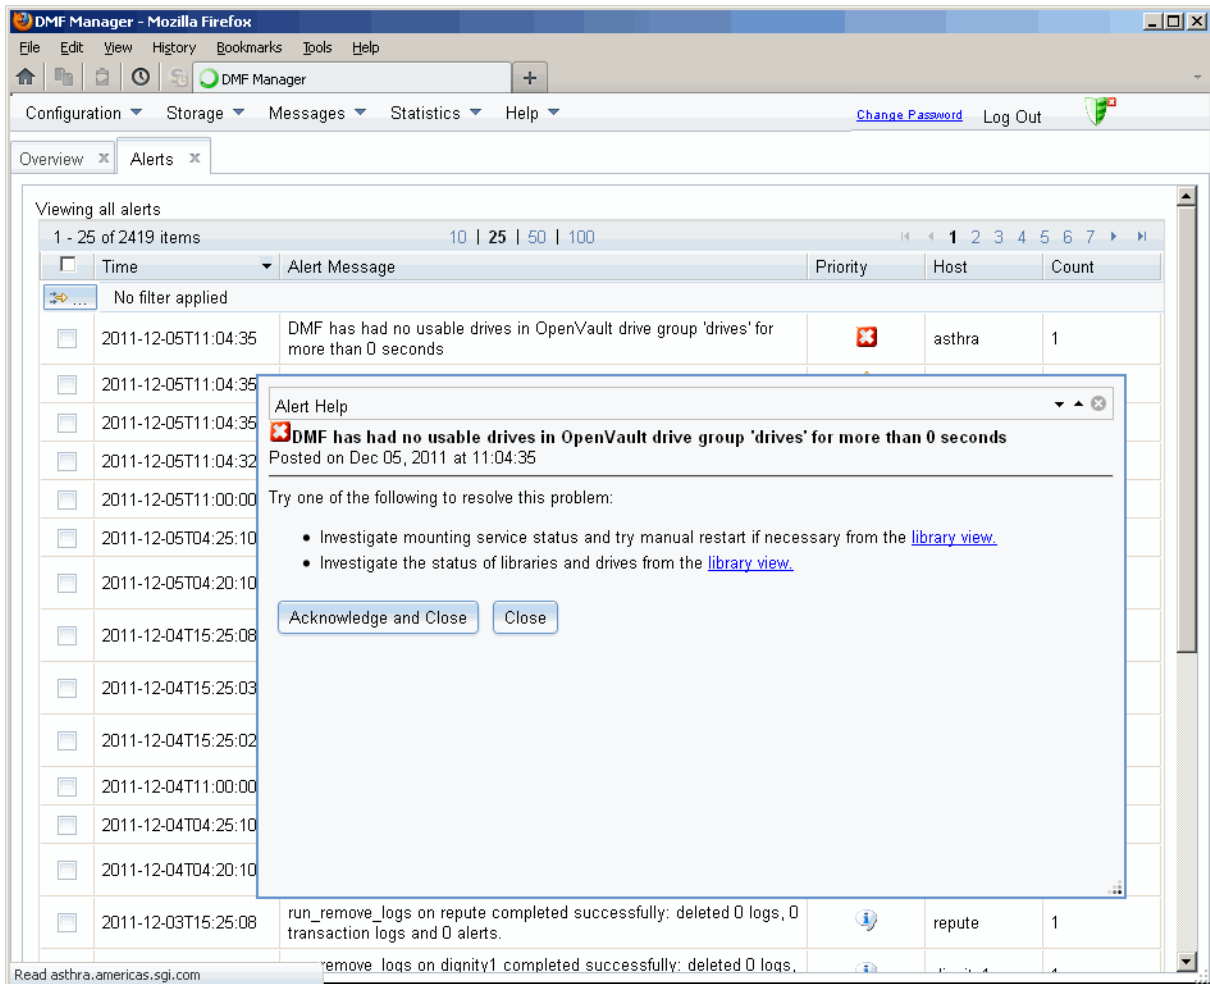 DMF Manager - Mozilla Firefox
File Edit View History Bookmarks Tools Help
DMF Manager
Configuration Storage Messages Statistics Help Change Password Log Out
Overview Alerts
Viewing all alerts
1 - 25 of 2419 items 10 | 25 | 50 | 100 1 2 3 4 5 6 7
Time Alert Message Priority Host Count
... No filter applied
2011-12-05T11:04:35 DMF has had no usable drives in OpenVault drive group 'drives' for more than 0 seconds asthra 1
2011-12-05T11:04:35
2011-12-05T11:04:35
2011-12-05T11:04:32
2011-12-05T11:00:00
2011-12-05T04:25:10
2011-12-05T04:20:10
2011-12-04T15:25:08
2011-12-04T15:25:03
2011-12-04T15:25:02
2011-12-04T11:00:00
2011-12-04T04:25:10
2011-12-04T04:20:10
Alert Help
DMF has had no usable drives in OpenVault drive group 'drives' for more than 0 seconds
Posted on Dec 05, 2011 at 11:04:35
Try one of the following to resolve this problem:
• Investigate mounting service status and try manual restart if necessary from the library view.
• Investigate the status of libraries and drives from the library view.
Acknowledge and Close Close
2011-12-03T15:25:08 run_remove_logs on repute completed successfully: deleted 0 logs, 0 transaction logs and 0 alerts. repute 1
remove_logs on dignity1 completed successfully: deleted 0 logs,
Read asthra.americas.sgi.com